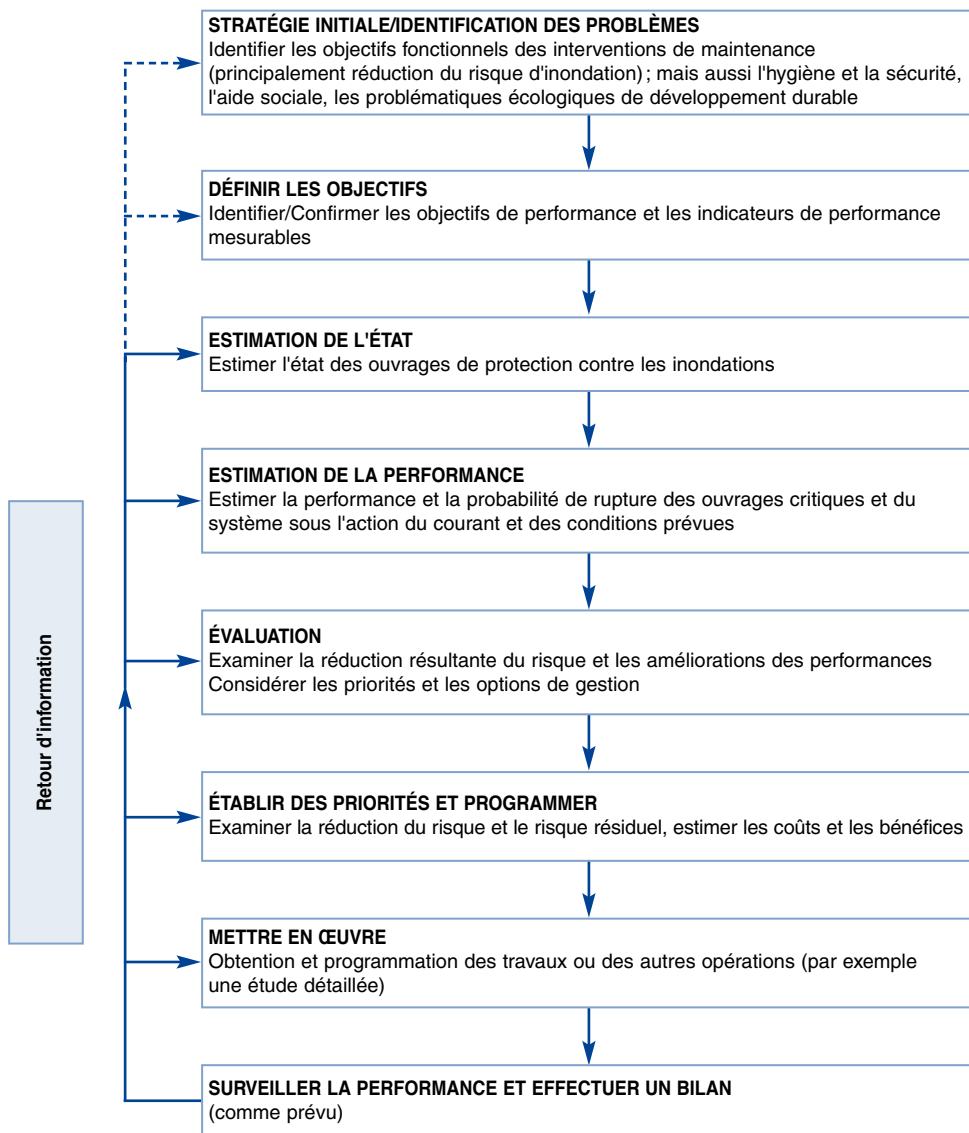 STRATÉGIE INITIALE/IDENTIFICATION DES PROBLÈMES
Identifier les objectifs fonctionnels des interventions de maintenance
(principalement réduction du risque d'inondation) ; mais aussi l'hygiène et la sécurité,
l'aide sociale, les problématiques écologiques de développement durable
DÉFINIR LES OBJECTIFS
Identifier/Confirmer les objectifs de performance et les indicateurs de performance
mesurables
ESTIMATION DE L'ÉTAT
Estimer l'état des ouvrages de protection contre les inondations
ESTIMATION DE LA PERFORMANCE
Estimer la performance et la probabilité de rupture des ouvrages critiques et du
système sous l'action du courant et des conditions prévues
ÉVALUATION
Examiner la réduction résultante du risque et les améliorations des performances
Considérer les priorités et les options de gestion
ÉTABLIR DES PRIORITÉS ET PROGRAMMER
Examiner la réduction du risque et le risque résiduel, estimer les coûts et les bénéfices
METTRE EN ŒUVRE
Obtention et programmation des travaux ou des autres opérations (par exemple
une étude détaillée)
SURVEILLER LA PERFORMANCE ET EFFECTUER UN BILAN
(comme prévu)
Retour d'information